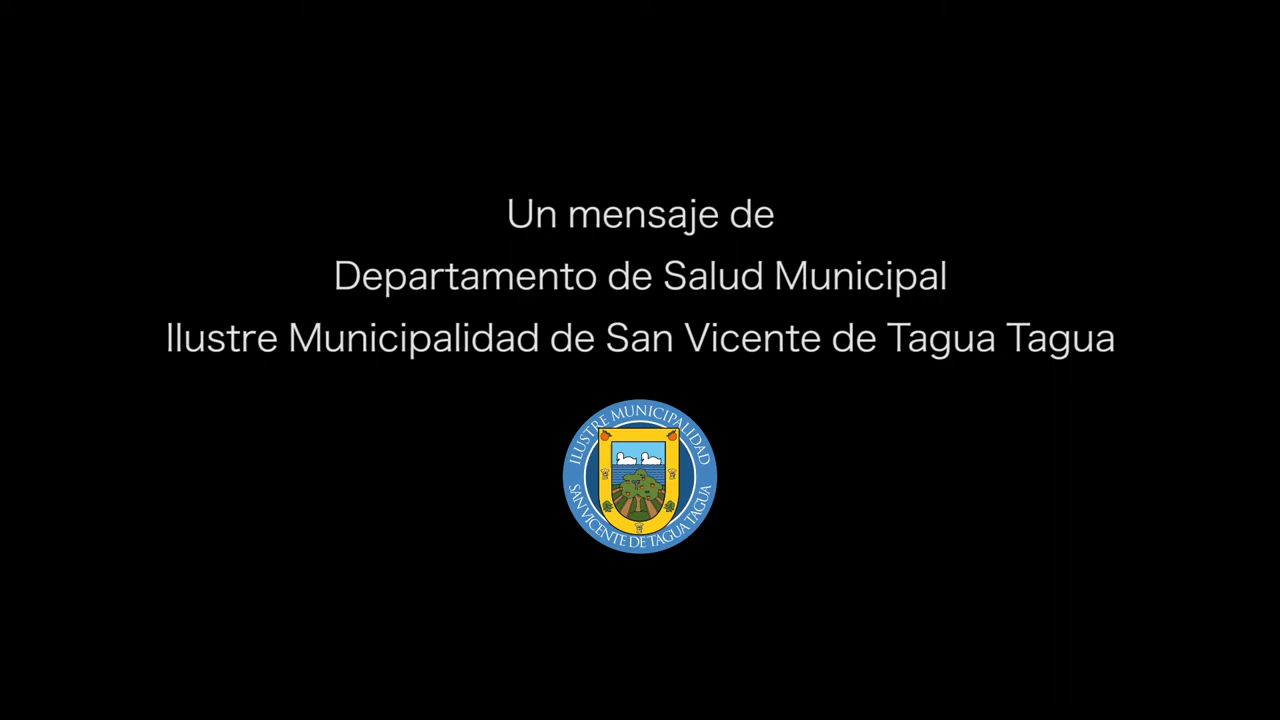 Un mensaje de
Departamento de Salud Municipal
Ilustre Municipalidad de San Vicente de Tagua Tagua
ILUSTRE MUNICIPALIDAD
SAN VICENTE DE TAGUA TAGUA